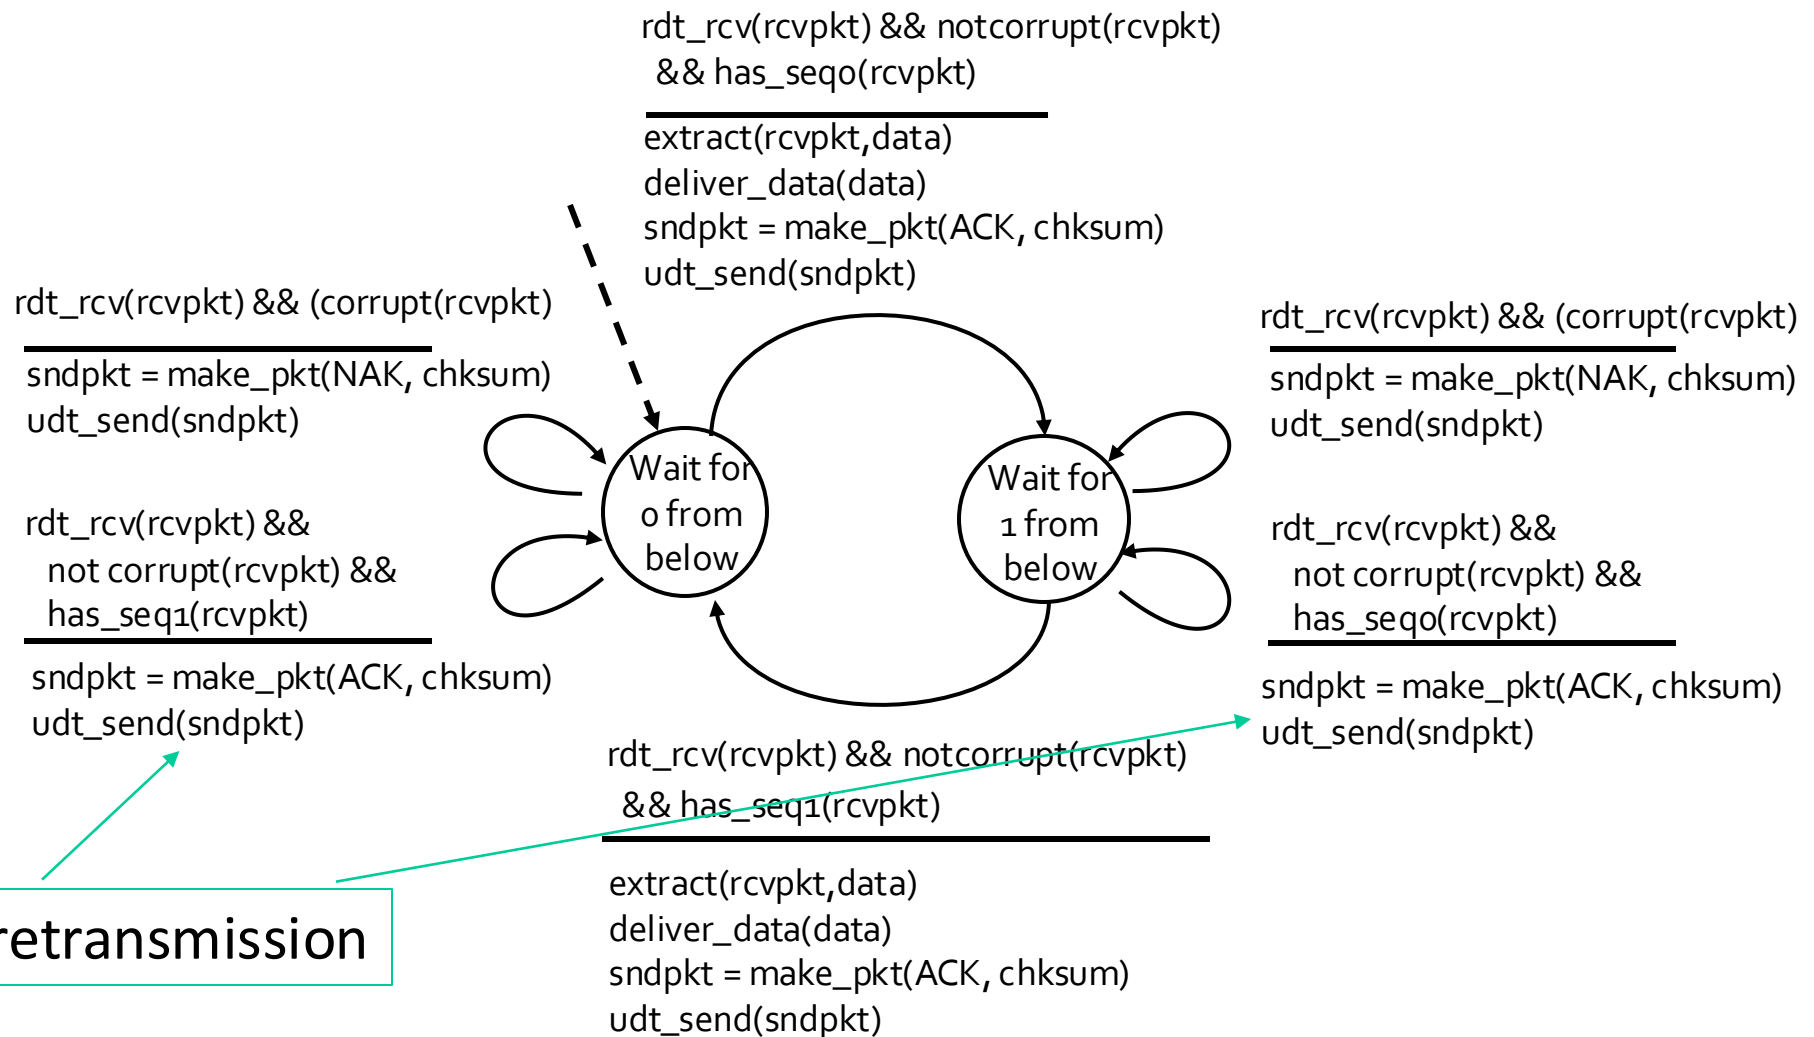 rdt_rcv(rcvpkt) && notcorrupt(rcvpkt)
&& has_seq0(rcvpkt)
extract(rcvpkt,data)
deliver_data(data)
sndpkt = make_pkt(ACK, chksum)
udt_send(sndpkt)
rdt_rcv(rcvpkt) && (corrupt(rcvpkt)
sndpkt = make_pkt(NAK, chksum)
udt_send(sndpkt)
rdt_rcv(rcvpkt) &&
not corrupt(rcvpkt) &&
has_seq1(rcvpkt)
sndpkt = make_pkt(ACK, chksum)
udt_send(sndpkt)
Wait for
0 from
below
Wait for
1 from
below
rdt_rcv(rcvpkt) && (corrupt(rcvpkt)
sndpkt = make_pkt(NAK, chksum)
udt_send(sndpkt)
rdt_rcv(rcvpkt) &&
not corrupt(rcvpkt) &&
has_seq0(rcvpkt)
sndpkt = make_pkt(ACK, chksum)
udt_send(sndpkt)
rdt_rcv(rcvpkt) && notcorrupt(rcvpkt)
&& has_seq1(rcvpkt)
extract(rcvpkt,data)
deliver_data(data)
sndpkt = make_pkt(ACK, chksum)
udt_send(sndpkt)
retransmission